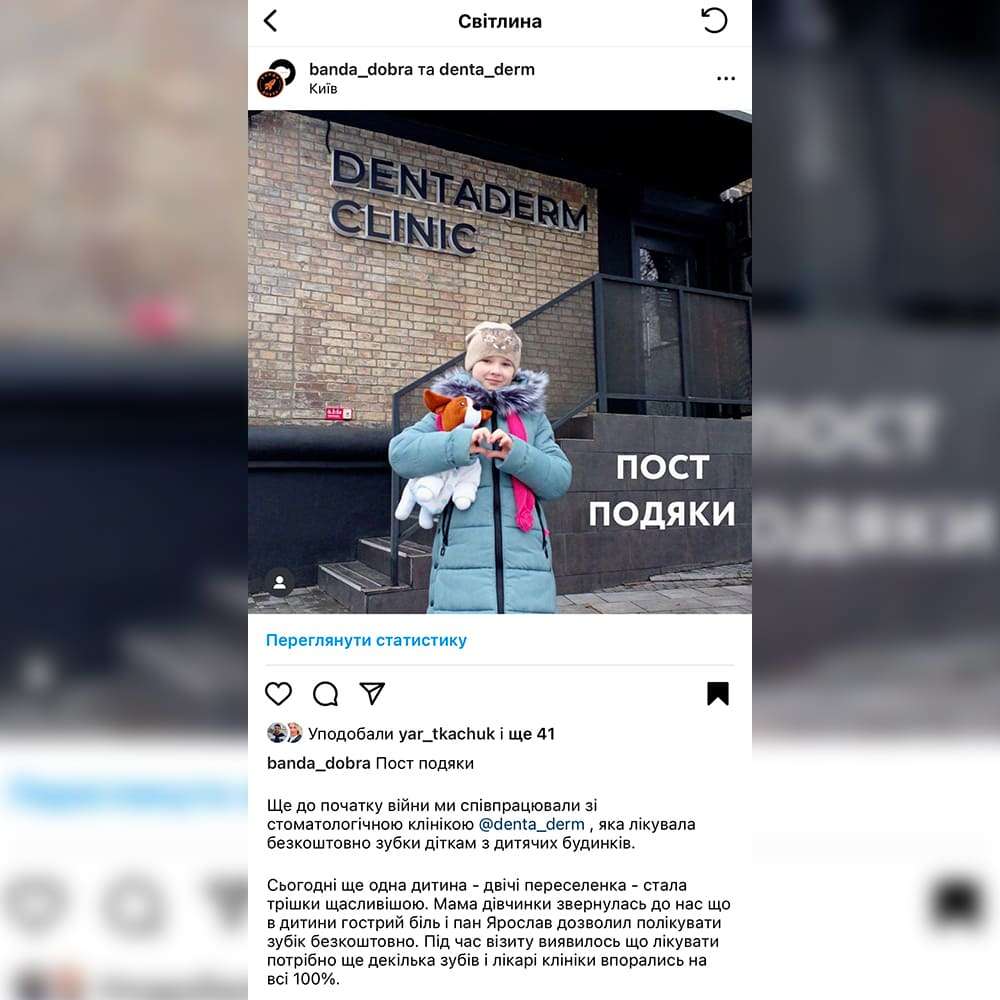 Світлина
banda_dobra та denta_derm
Київ
DENTADERM
CLINIC
ПОСТ
ПОДЯКИ
Переглянути статистику
Уподобали yar_tkachuk і ще 41
banda_dobra Пост подяки
Ще до початку війни ми співпрацювали зі
стоматологічною клінікою @denta_derm , яка лікувала
безкоштовно зубки діткам з дитячих будинків.
Сьогодні ще одна дитина - двічі переселенка - стала
трішки щасливішою. Мама дівчинки звернулась до нас що
в дитини гострий біль і пан Ярослав дозволил полікувати
зубік безкоштовно. Під час візиту виявилось що лікувати
потрібно ще декілька зубів і лікарі клініки впорались на
всі 100%.